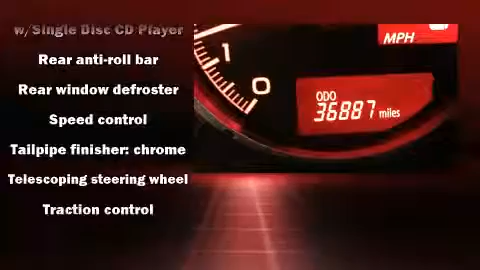 w/Single Disc CD Player
Rear anti-roll bar
Rear window defroster
Speed control
Tailpipe finisher: chrome
Telescoping steering wheel
Traction control
MPH
1
0
ODO
36887 miles